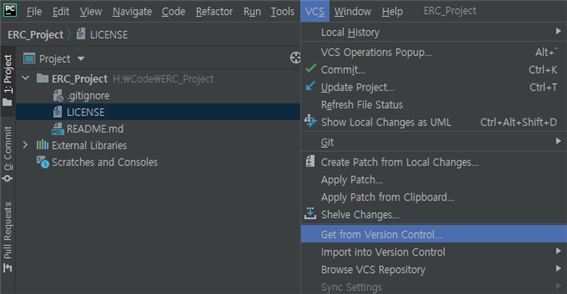 PC File Edit View Navigate Code Refactor Run Tools VCS Window Help ERC_Project
ERC_Project LICENSE
1: Project
Project
ERC_Project H:₩Code₩ERC_Project
.gitignore
LICENSE
README.md
External Libraries
Scratches and Consoles
0: Commit
Pull Requests
Local History
VCS Operations Popup... Alt+`
Commit... Ctrl+K
Update Project... Ctrl+T
Refresh File Status
Show Local Changes as UML Ctrl+Alt+Shift+D
Git
Create Patch from Local Changes...
Apply Patch...
Apply Patch from Clipboard...
Shelve Changes...
Get from Version Control...
Import into Version Control
Browse VCS Repository
Sync Settings